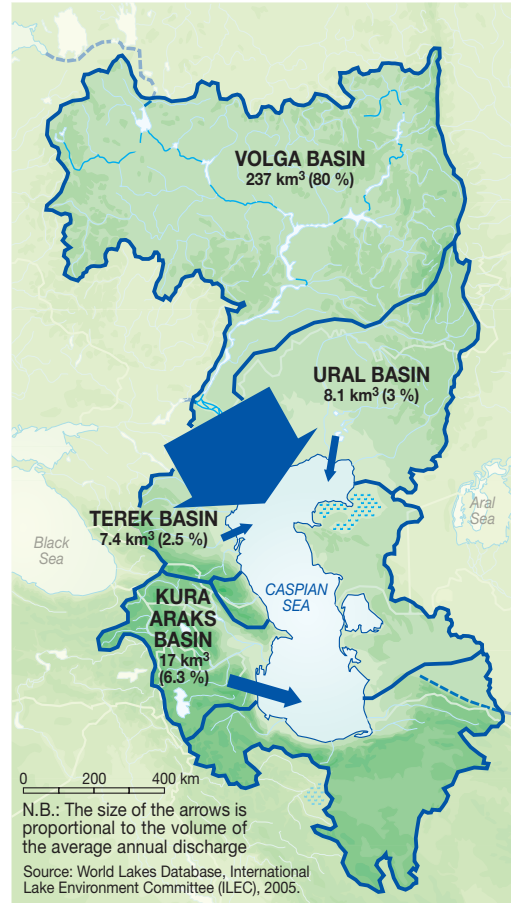 VOLGA BASIN
237 km³ (80 %)
URAL BASIN
8.1 km³ (3 %)
TEREK BASIN
7.4 km³ (2.5 %)
Black
Sea
Aral
Sea
CASPIAN
SEA
KURA
ARAKS
BASIN
17 km³
(6.3 %)
0 200 400 km
N.B.: The size of the arrows is
proportional to the volume of
the average annual discharge
Source: World Lakes Database, International
Lake Environment Committee (ILEC), 2005.